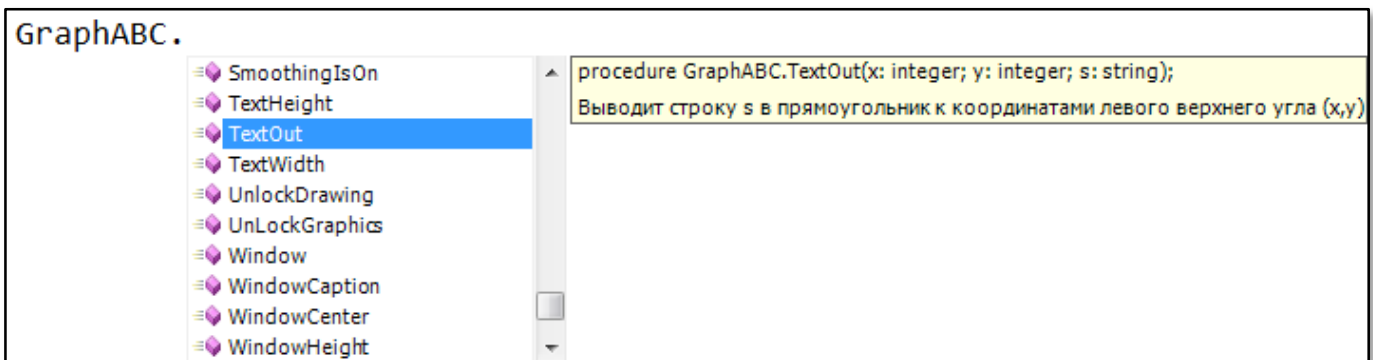 GraphABC.
SmoothingIsOn
TextHeight
TextOut
TextWidth
UnlockDrawing
UnLockGraphics
Window
WindowCaption
WindowCenter
WindowHeight
procedure GraphABC.TextOut(x: integer; y: integer; s: string);
Выводит строку s в прямоугольник к координатами левого верхнего угла (x,y)